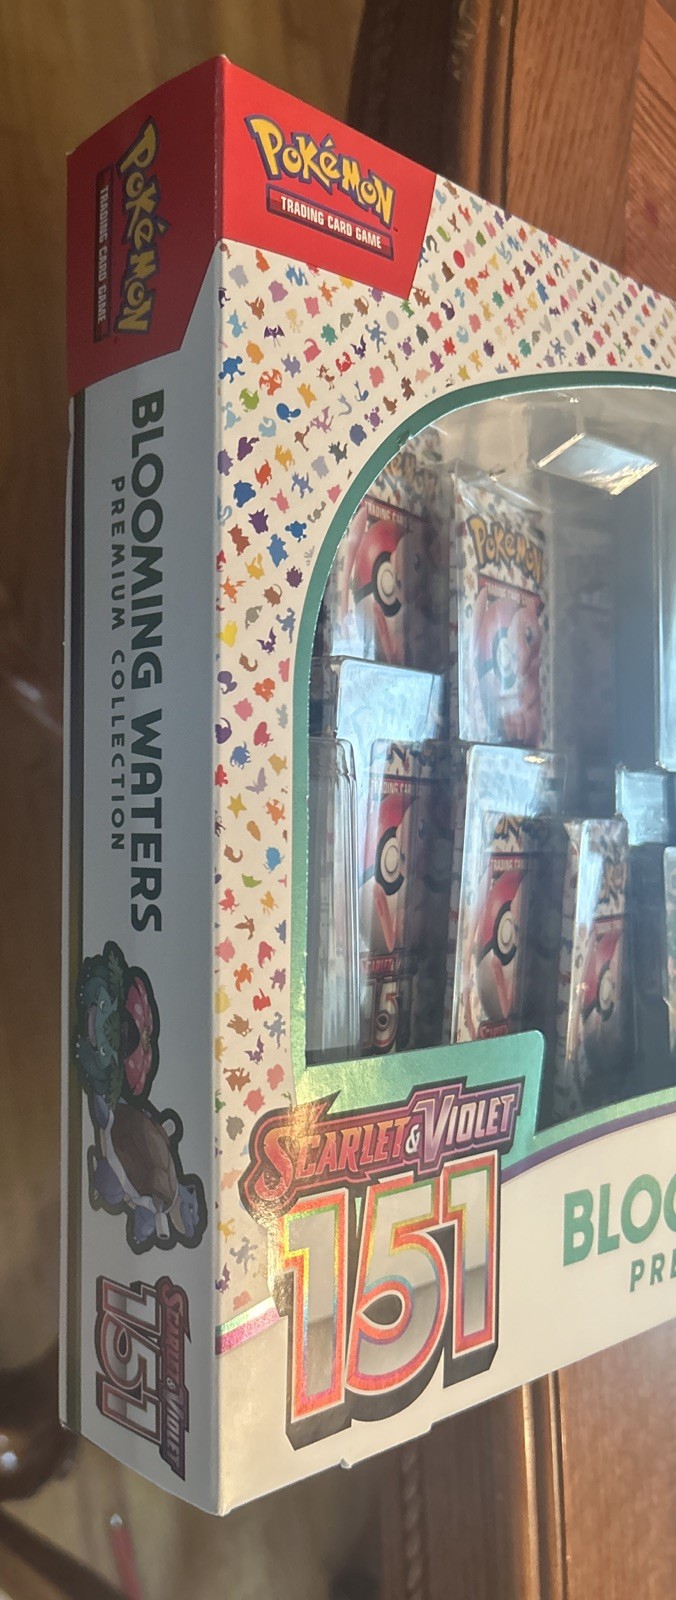 POKéMON
TRADING CARD GAME
BLOOMING WATERS
PREMIUM COLLECTION
SCARLET & VIOLET
151
POKéMON
TRADING CARD GAME
POKéMON
SCARLET & VIOLET
151
BLOO
PRE